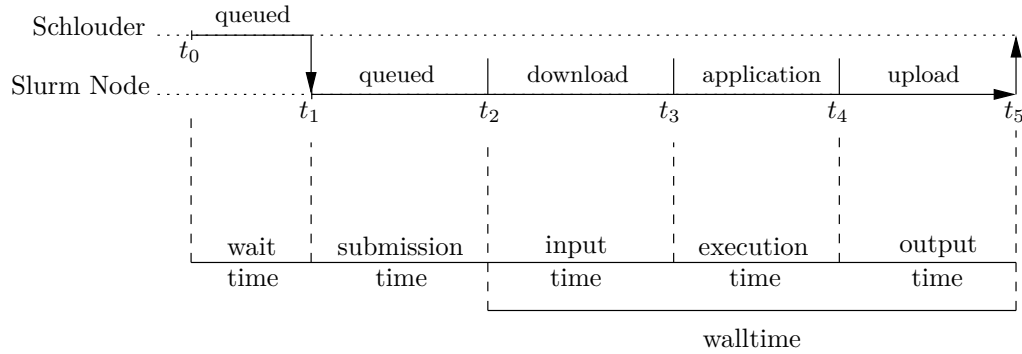 queued
Schlouder
t0
queued download application upload
Slurm Node
t1 t2 t3 t4 t5
wait submission input execution output
time time time time time
walltime